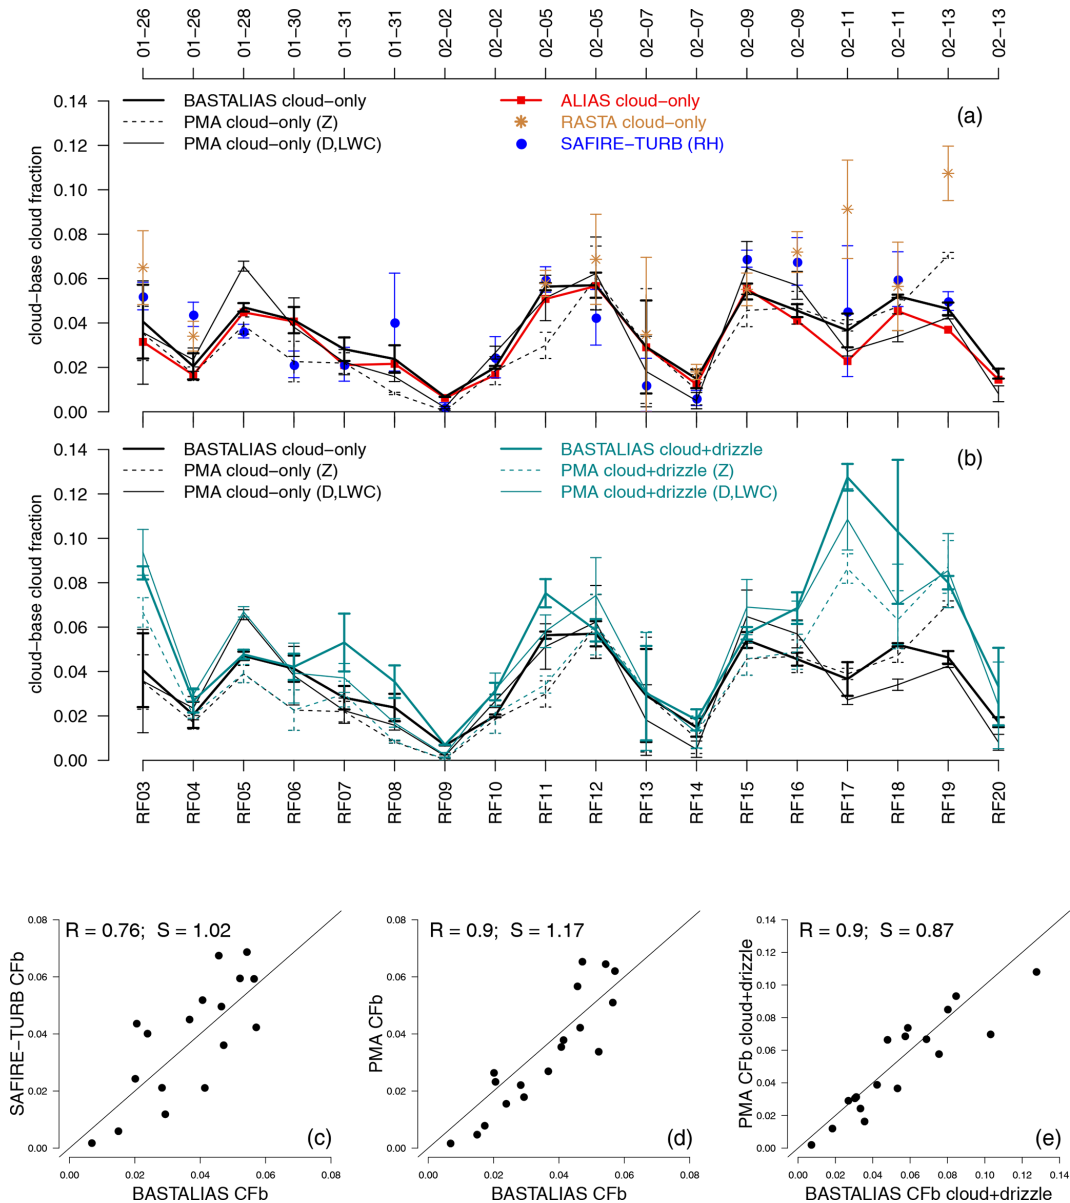 01−26 01−26 01−28 01−30 01−31 01−31 02−02 02−02 02−05 02−05 02−07 02−07 02−09 02−09 02−11 02−11 02−13 02−13
cloud−base cloud fraction
0.14
0.12
0.10
0.08
0.06
0.04
0.02
0.00
BASTALIAS cloud−only
PMA cloud−only (Z)
PMA cloud−only (D,LWC)
ALIAS cloud−only
RASTA cloud−only
SAFIRE−TURB (RH)
(a)
cloud−base cloud fraction
0.14
0.12
0.10
0.08
0.06
0.04
0.02
0.00
BASTALIAS cloud−only
PMA cloud−only (Z)
PMA cloud−only (D,LWC)
BASTALIAS cloud+drizzle
PMA cloud+drizzle (Z)
PMA cloud+drizzle (D,LWC)
(b)
RF03 RF04 RF05 RF06 RF07 RF08 RF09 RF10 RF11 RF12 RF13 RF14 RF15 RF16 RF17 RF18 RF19 RF20
SAFIRE−TURB CFb
0.08
0.06
0.04
0.02
0.00
R = 0.76; S = 1.02
(c)
0.00 0.02 0.04 0.06 0.08
BASTALIAS CFb
PMA CFb
0.08
0.06
0.04
0.02
0.00
R = 0.9; S = 1.17
(d)
0.00 0.02 0.04 0.06 0.08
BASTALIAS CFb
PMA CFb cloud+drizzle
0.14
0.12
0.10
0.08
0.06
0.04
0.02
0.00
R = 0.9; S = 0.87
(e)
0.00 0.02 0.04 0.06 0.08 0.10 0.12 0.14
BASTALIAS CFb cloud+drizzle